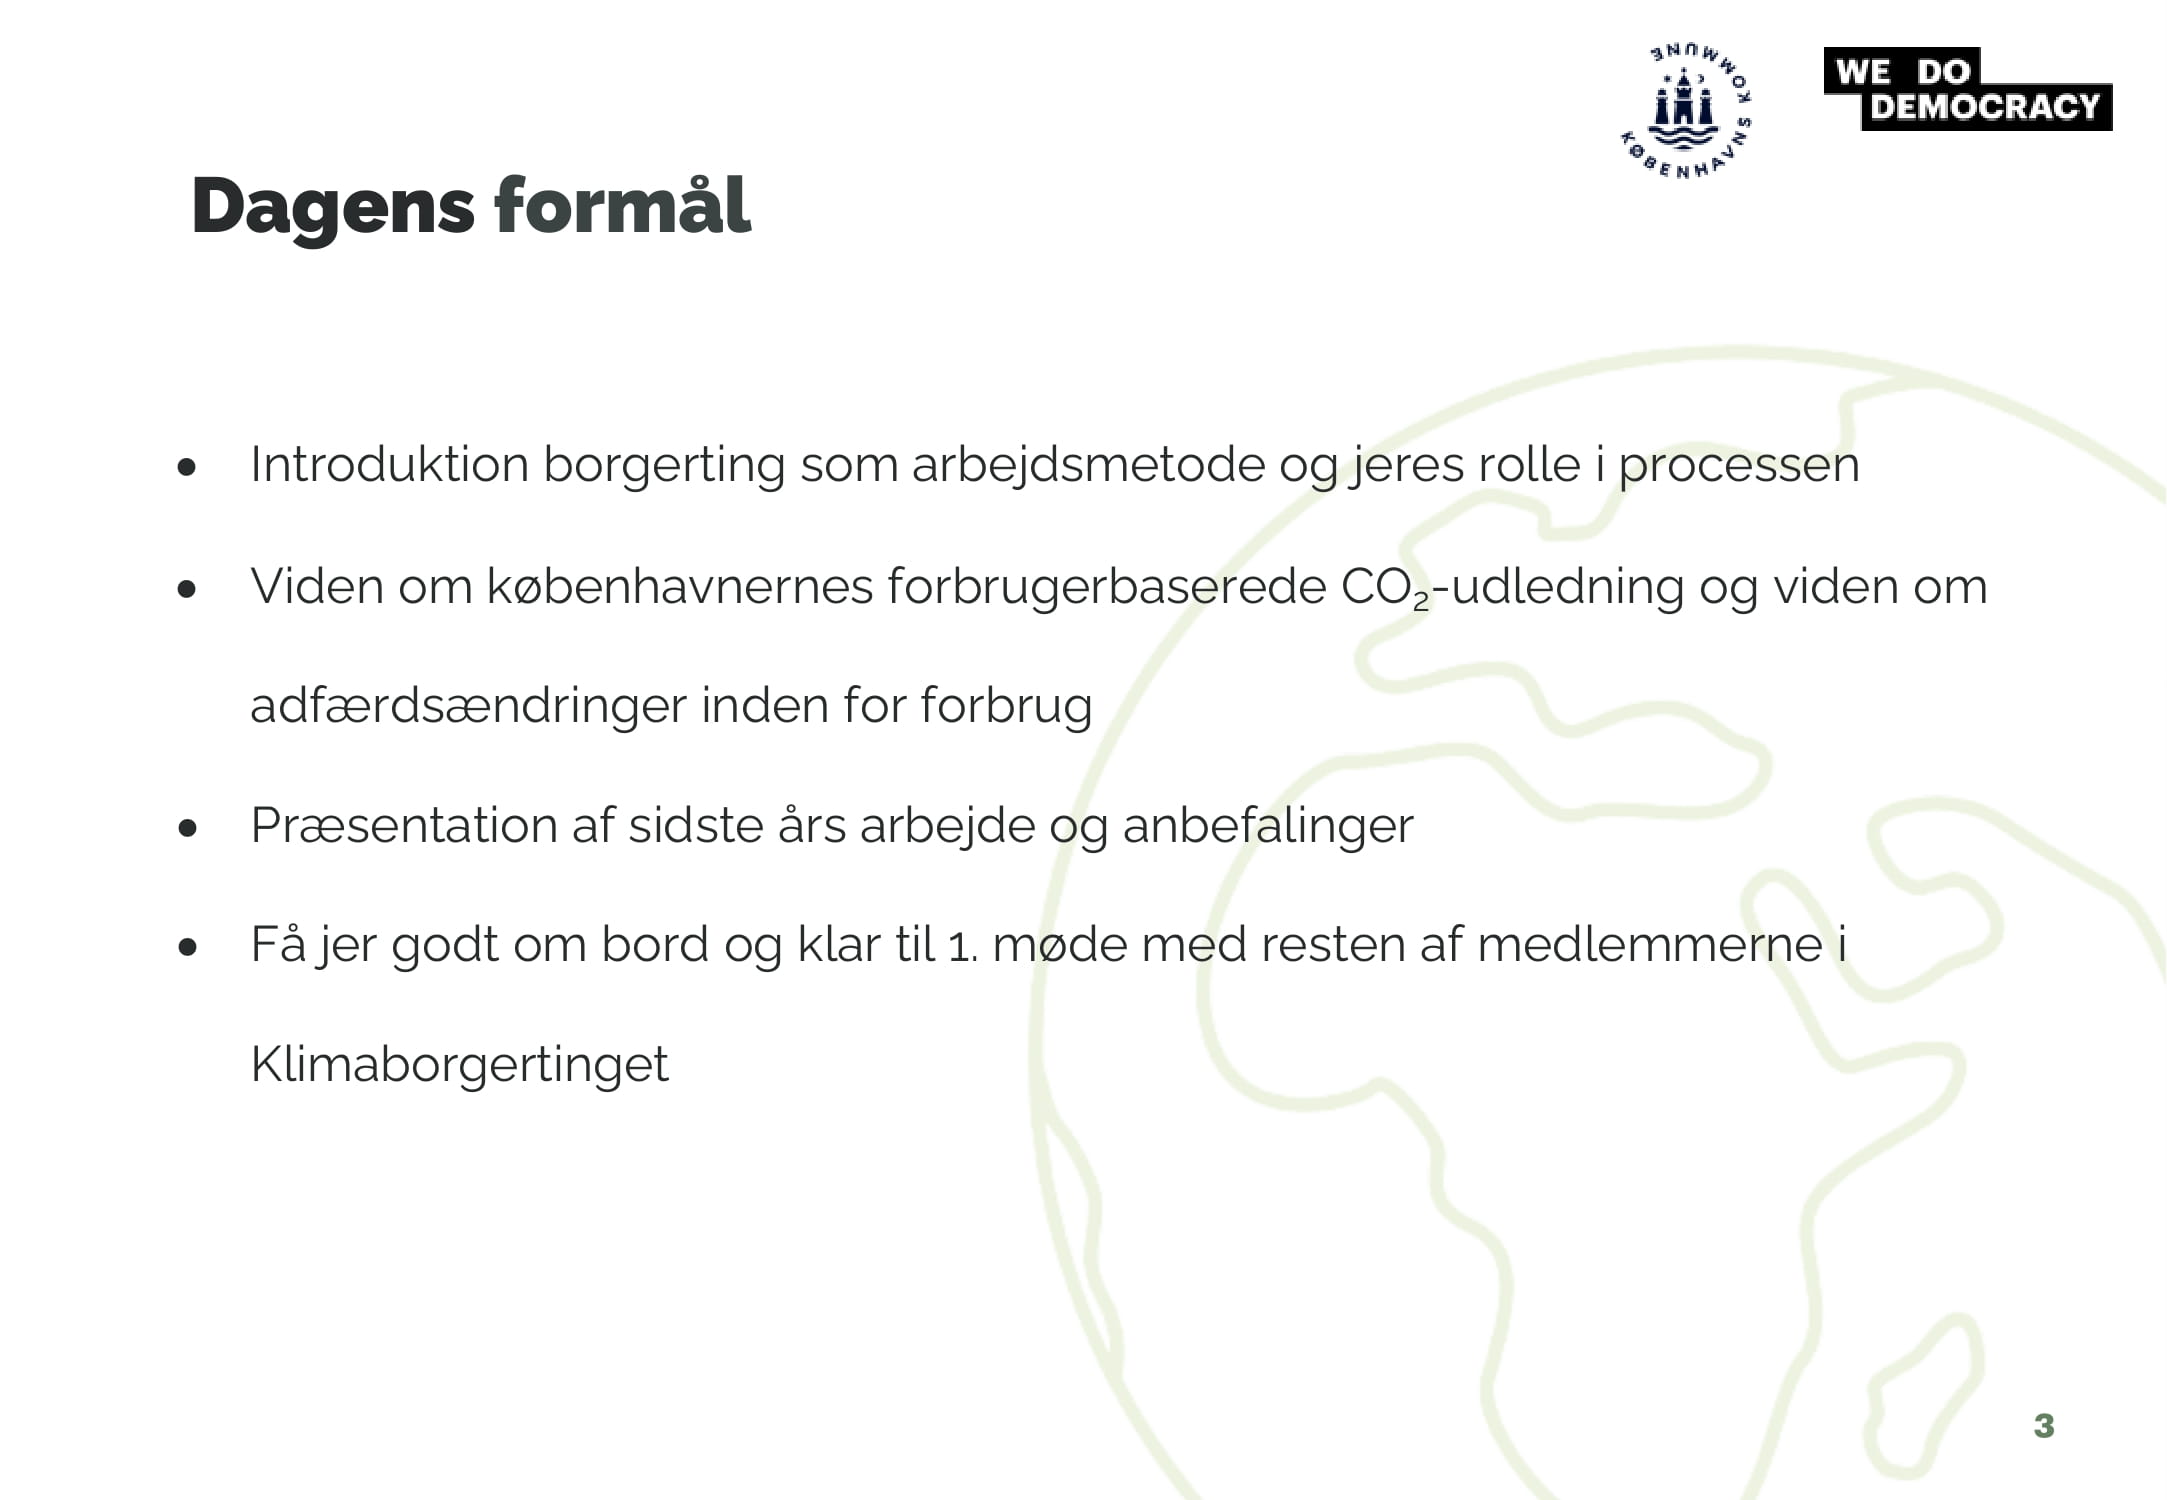 KØBENHAVNS KOMMUNE
WE DO
DEMOCRACY
Dagens formål
● Introduktion borgerting som arbejdsmetode og jeres rolle i processen
● Viden om københavnernes forbrugerbaserede CO₂-udledning og viden om
adfærdsændringer inden for forbrug
● Præsentation af sidste års arbejde og anbefalinger
● Få jer godt om bord og klar til 1. møde med resten af medlemmerne i
Klimaborgertinget
3